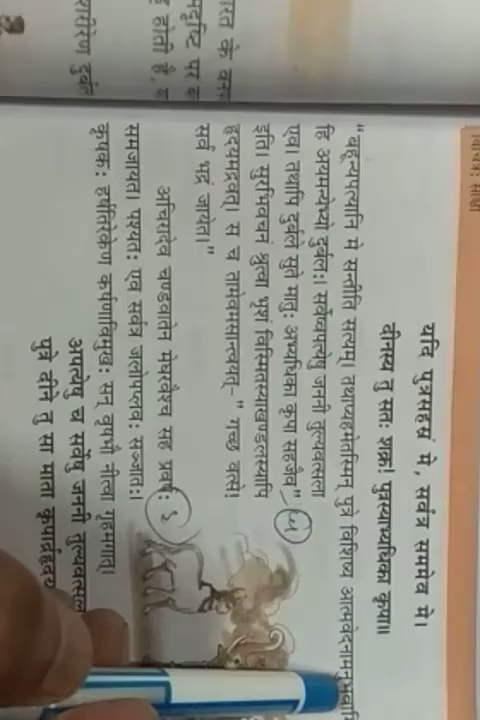 यदि पुत्रसहस्रं मे, सर्वत्र सममेव मे।
दीनस्य तु सतः शक्र! पुत्रस्याभ्यधिका कृपा॥
"बहून्यपत्यानि मे सन्तीति सत्यम्। तथाप्यहमेतस्मिन् पुत्रे विशिष्य आत्मवेदनामनुभवामि
हि अयमन्येभ्यो दुर्बलः। सर्वेष्वपत्येषु जननी तुल्यवत्सला
एव। तथापि दुर्बले सुते मातुः अभ्यधिका कृपा सहजैव"
इति। सुरभिवचनं श्रुत्वा भृशं विस्मितस्याखण्डलस्यापि
हृदयमद्रवत्। स च तामेवमसान्त्वयत्-"गच्छ वत्से!
सर्वं भद्रं जायेत।"
अचिरादेव चण्डवातेन मेघरवैश्च सह प्रवर्षः
समजायत। पश्यतः एव सर्वत्र जलोपप्लवः सञ्जातः।
कृषकः हर्षातिरेकेण कर्षणाविमुखः सन् वृषभौ नीत्वा गृहमगात्।
अपत्येषु च सर्वेषु जननी तुल्यवत्सला
पुत्रे दीने तु सा माता कृपार्द्रहृदया
भारत के
पर
होती है,